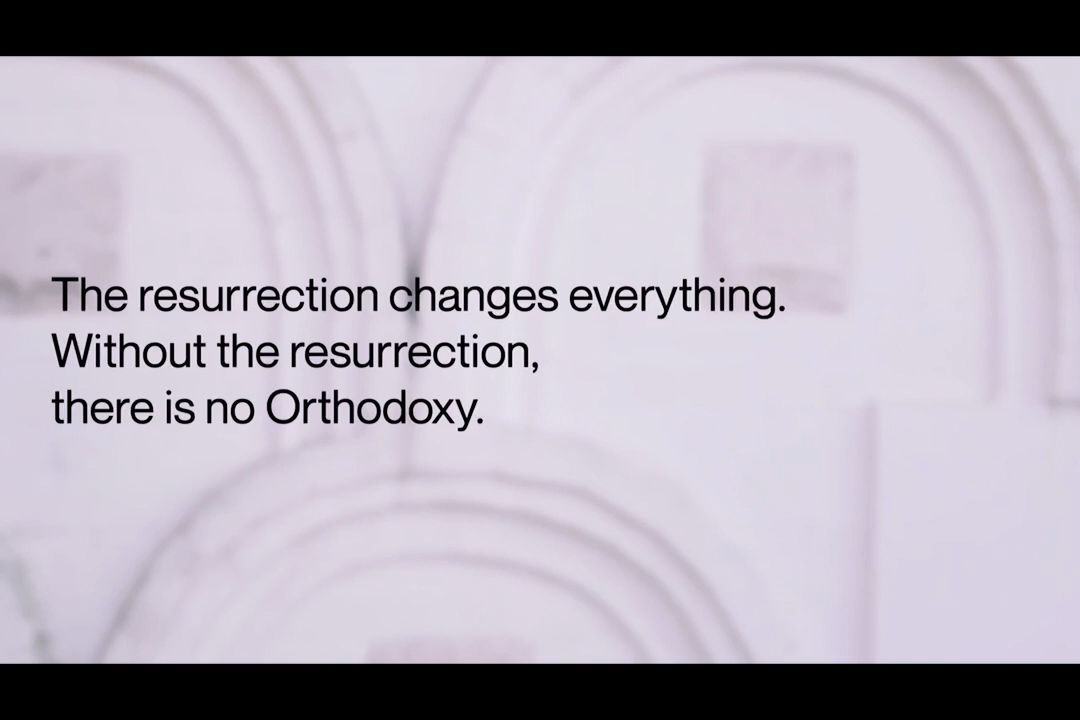 The resurrection changes everything.
Without the resurrection,
there is no Orthodoxy.